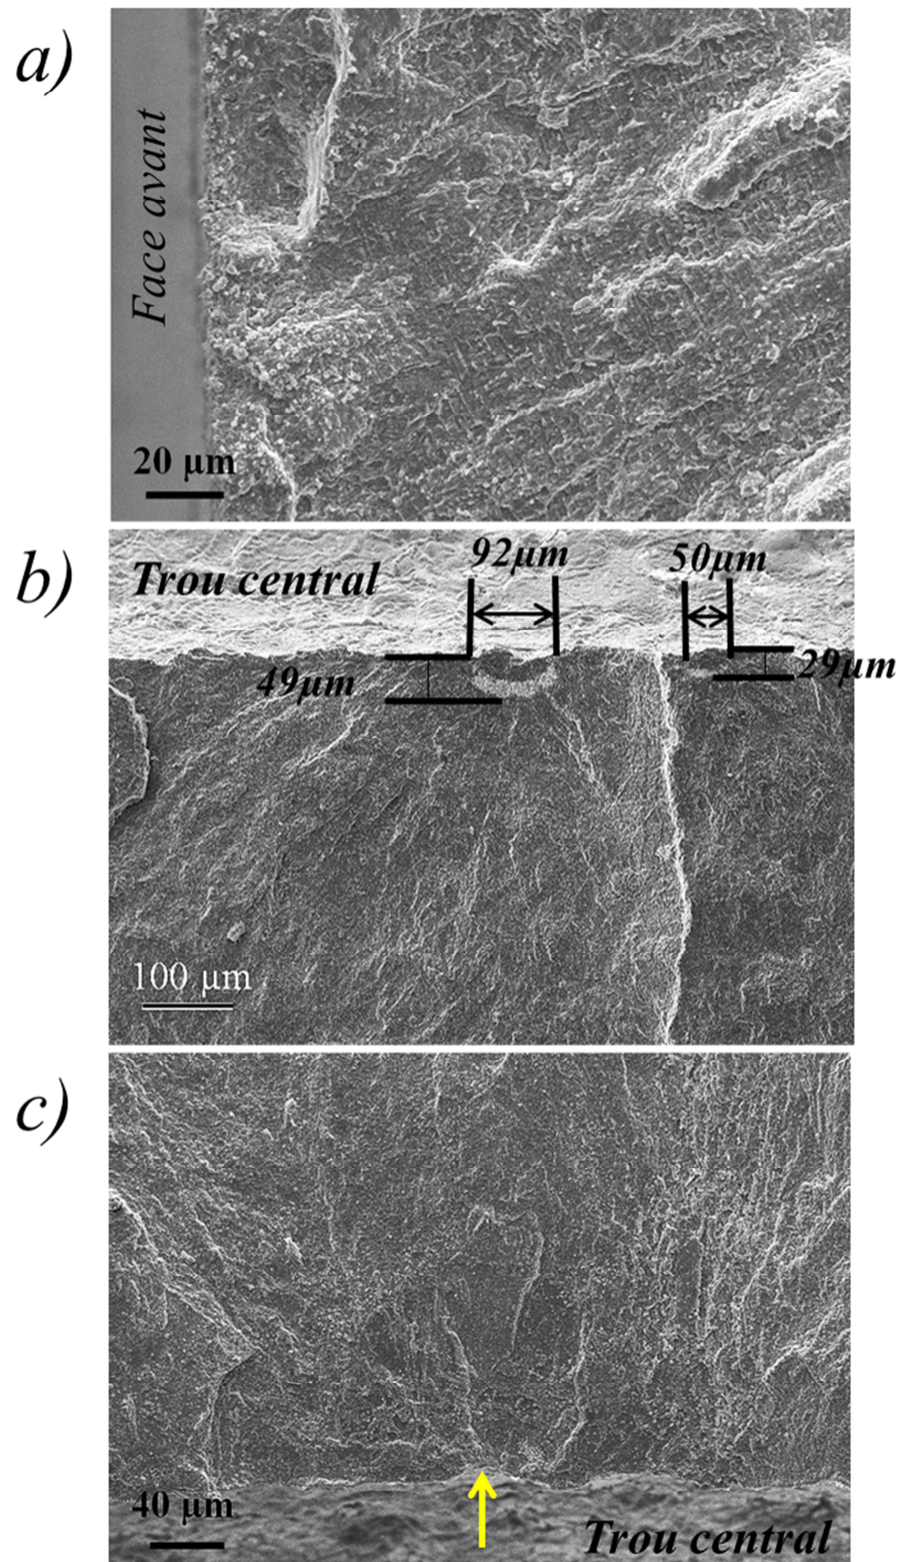 a)
Face avant
20 µm
b)
Trou central
92µm
50µm
49µm
29µm
100 µm
c)
40 µm
Trou central